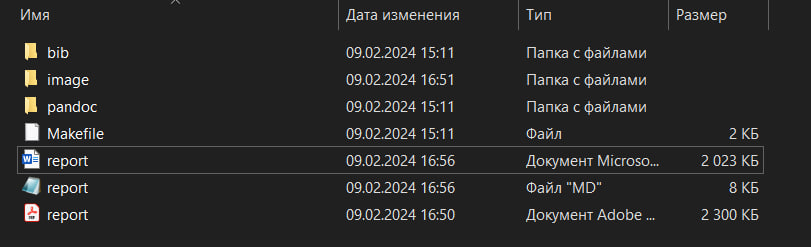 Имя Дата изменения Тип Размер
bib 09.02.2024 15:11 Папка с файлами
image 09.02.2024 16:51 Папка с файлами
pandoc 09.02.2024 15:11 Папка с файлами
Makefile 09.02.2024 15:11 Файл 2 КБ
report 09.02.2024 16:56 Документ Microso... 2 023 КБ
report 09.02.2024 16:56 Файл "MD" 8 КБ
report 09.02.2024 16:50 Документ Adobe ... 2 300 КБ